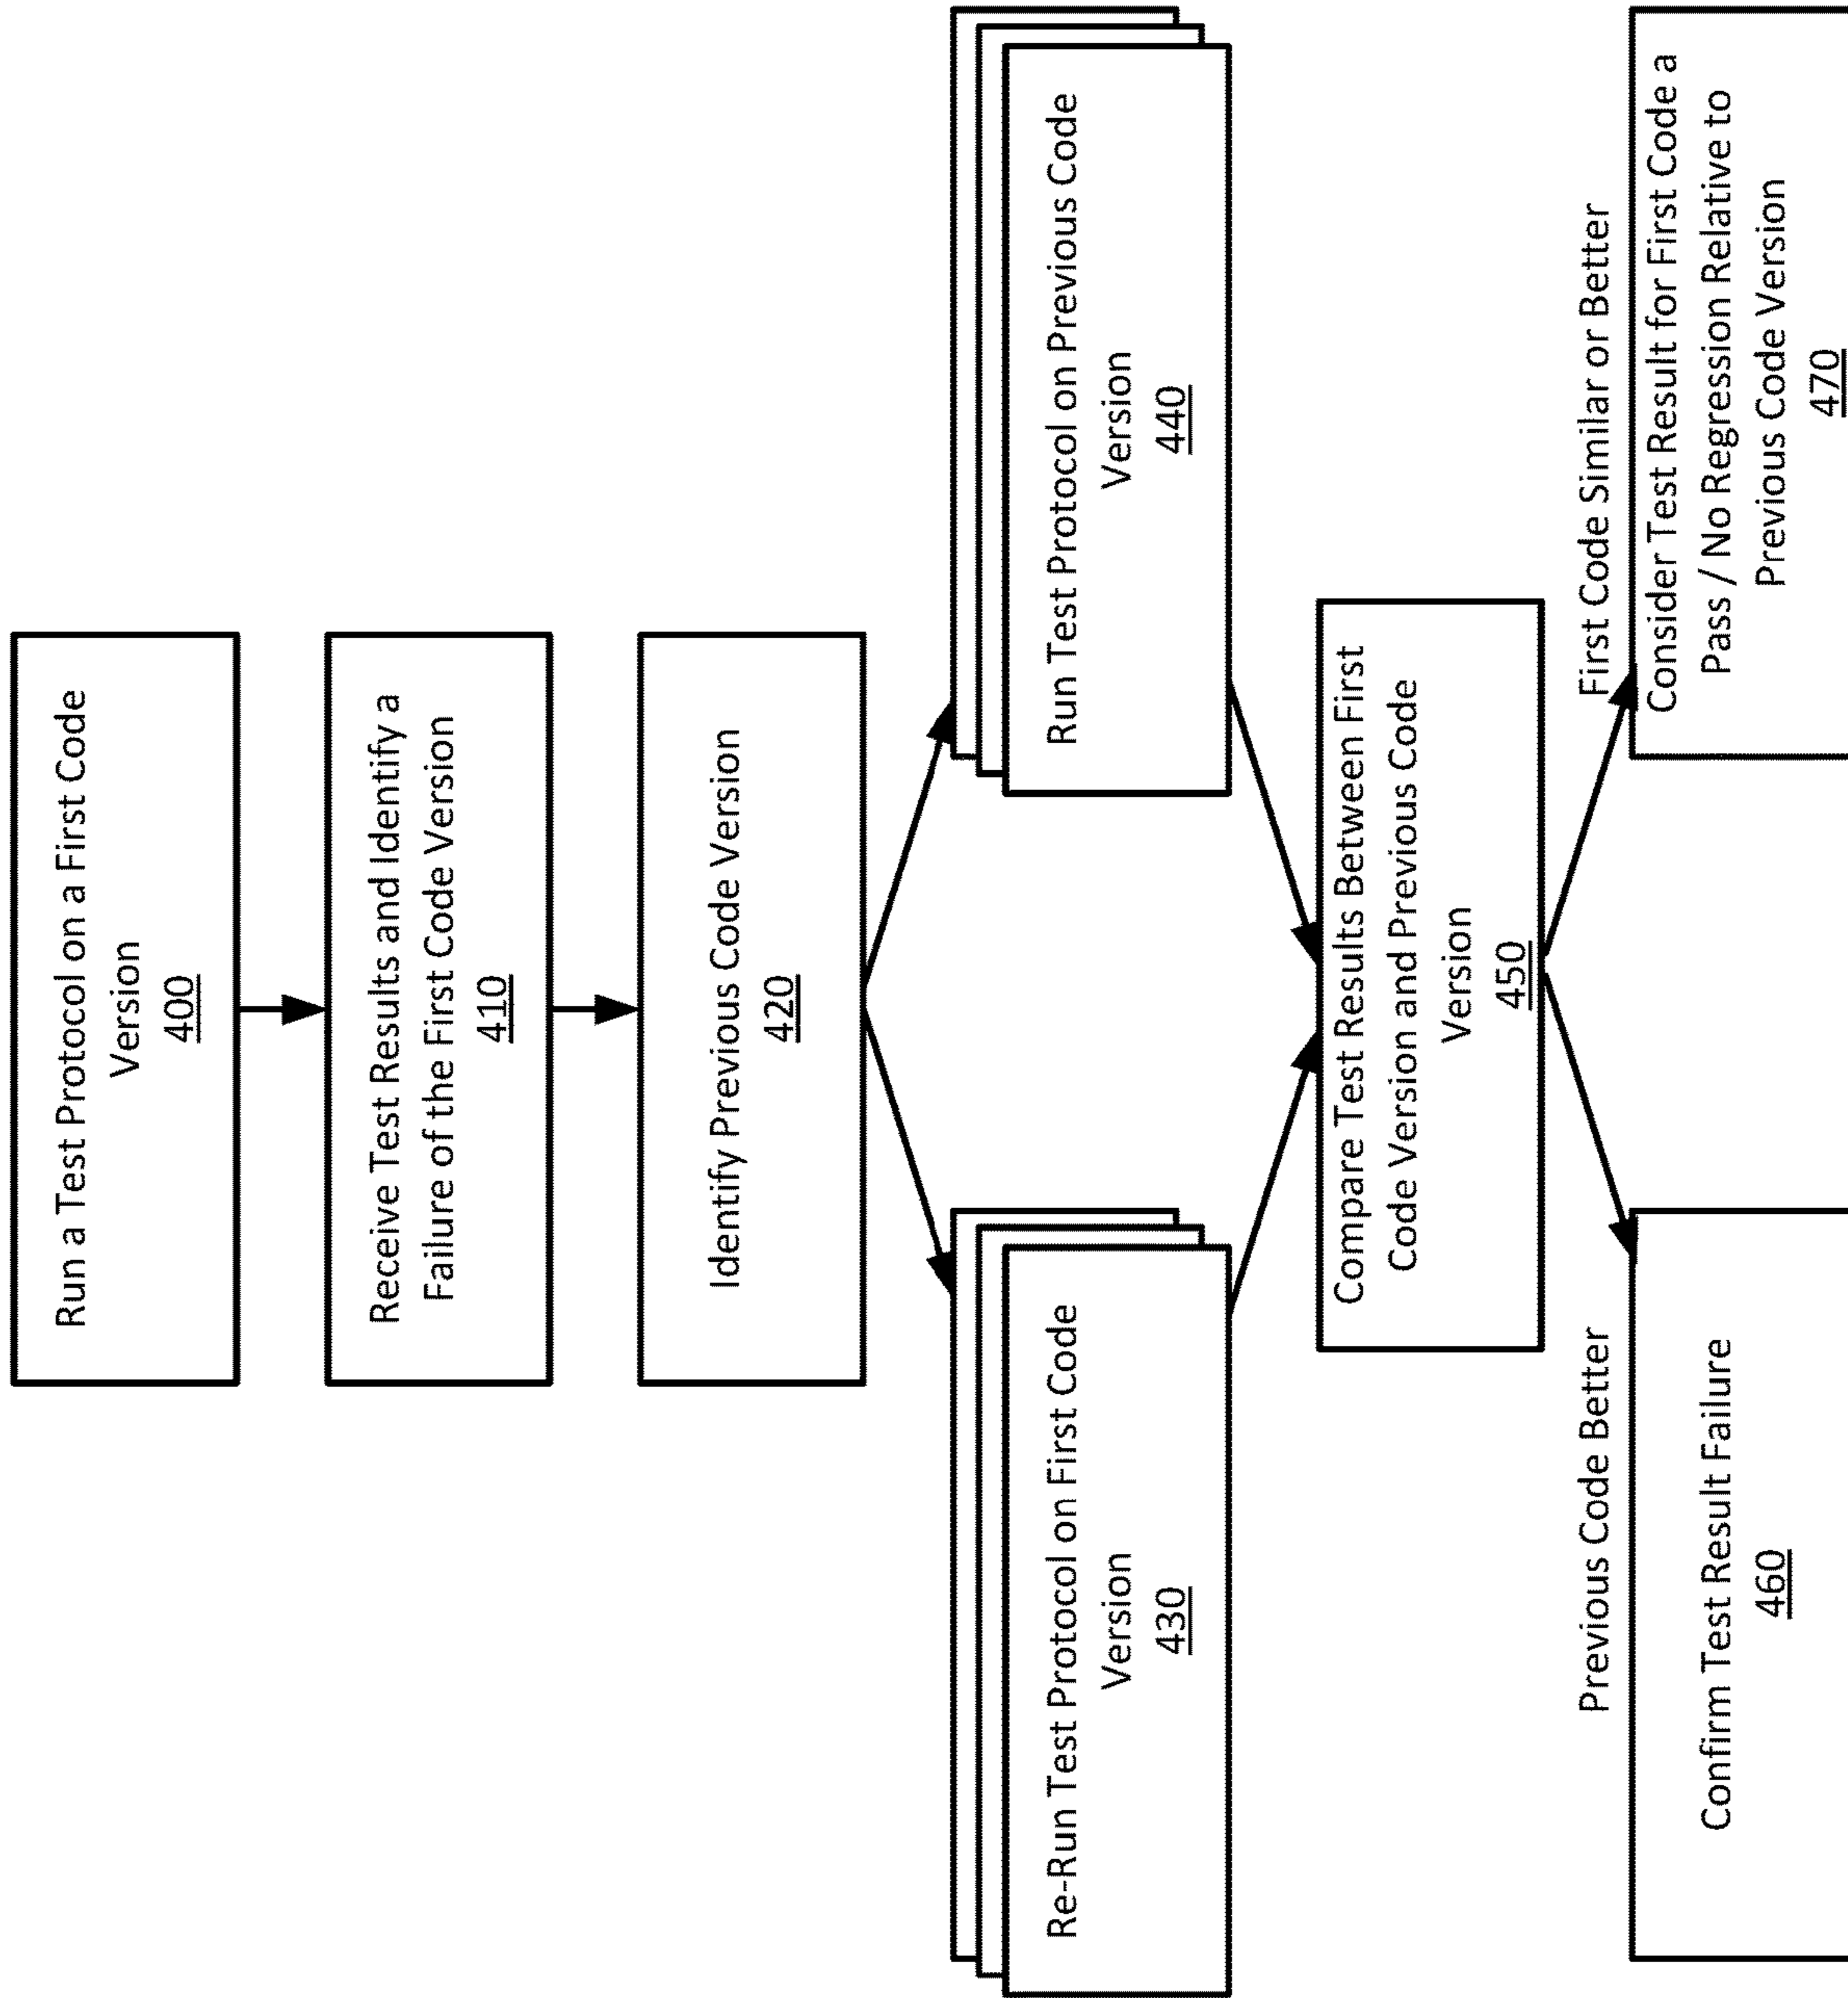 Run a Test Protocol on a First Code
Version
400
Receive Test Results and Identify a
Failure of the First Code Version
410
Identify Previous Code Version
420
Re-Run Test Protocol on First Code
Version
430
Run Test Protocol on Previous Code
Version
440
Compare Test Results Between First
Code Version and Previous Code
Version
450
Previous Code Better
First Code Similar or Better
Confirm Test Result Failure
460
Consider Test Result for First Code a
Pass / No Regression Relative to
Previous Code Version
470